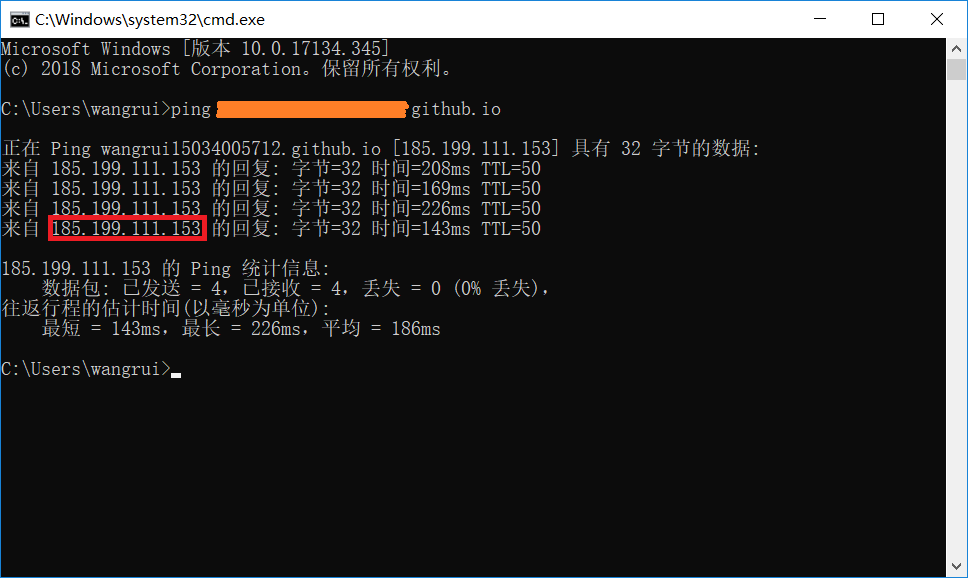 C:\Windows\system32\cmd.exe
Microsoft Windows [版本 10.0.17134.345]
(c) 2018 Microsoft Corporation。保留所有权利。
C:\Users\wangrui>ping github.io
正在 Ping wangrui15034005712.github.io [185.199.111.153] 具有 32 字节的数据:
来自 185.199.111.153 的回复: 字节=32 时间=208ms TTL=50
来自 185.199.111.153 的回复: 字节=32 时间=169ms TTL=50
来自 185.199.111.153 的回复: 字节=32 时间=226ms TTL=50
来自 185.199.111.153 的回复: 字节=32 时间=143ms TTL=50
185.199.111.153 的 Ping 统计信息:
数据包: 已发送 = 4，已接收 = 4，丢失 = 0 (0% 丢失)，
往返行程的估计时间(以毫秒为单位):
最短 = 143ms，最长 = 226ms，平均 = 186ms
C:\Users\wangrui>